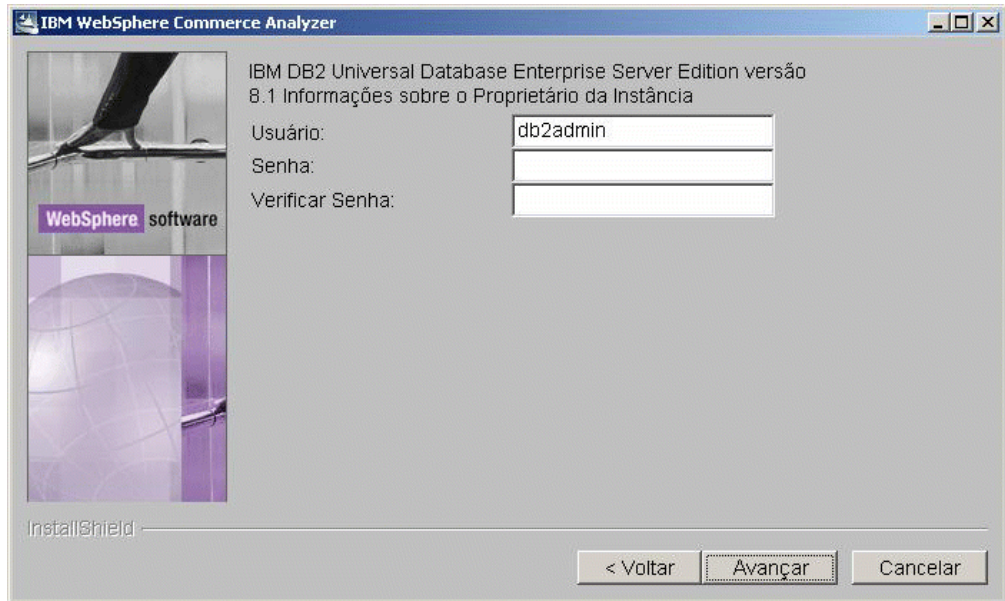 IBM WebSphere Commerce Analyzer
IBM DB2 Universal Database Enterprise Server Edition versão
8.1 Informações sobre o Proprietário da Instância
Usuário: db2admin
Senha:
Verificar Senha:
WebSphere software
InstallShield
< Voltar Avançar Cancelar